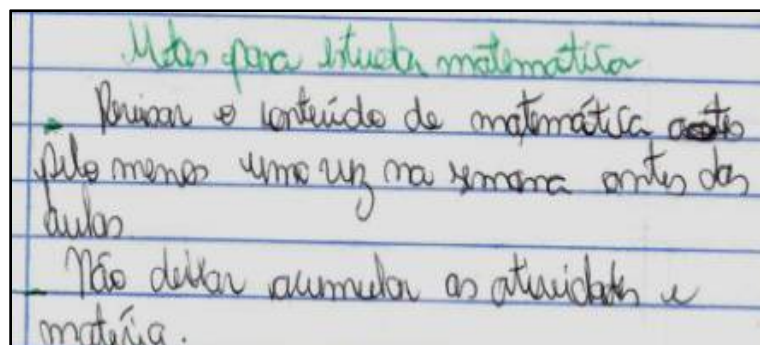 Metas para estudar matemática
- Revisar o conteúdo de matemática
pelo menos uma vez na semana antes das
aulas
- Não deixar acumular as atividades e
matéria.